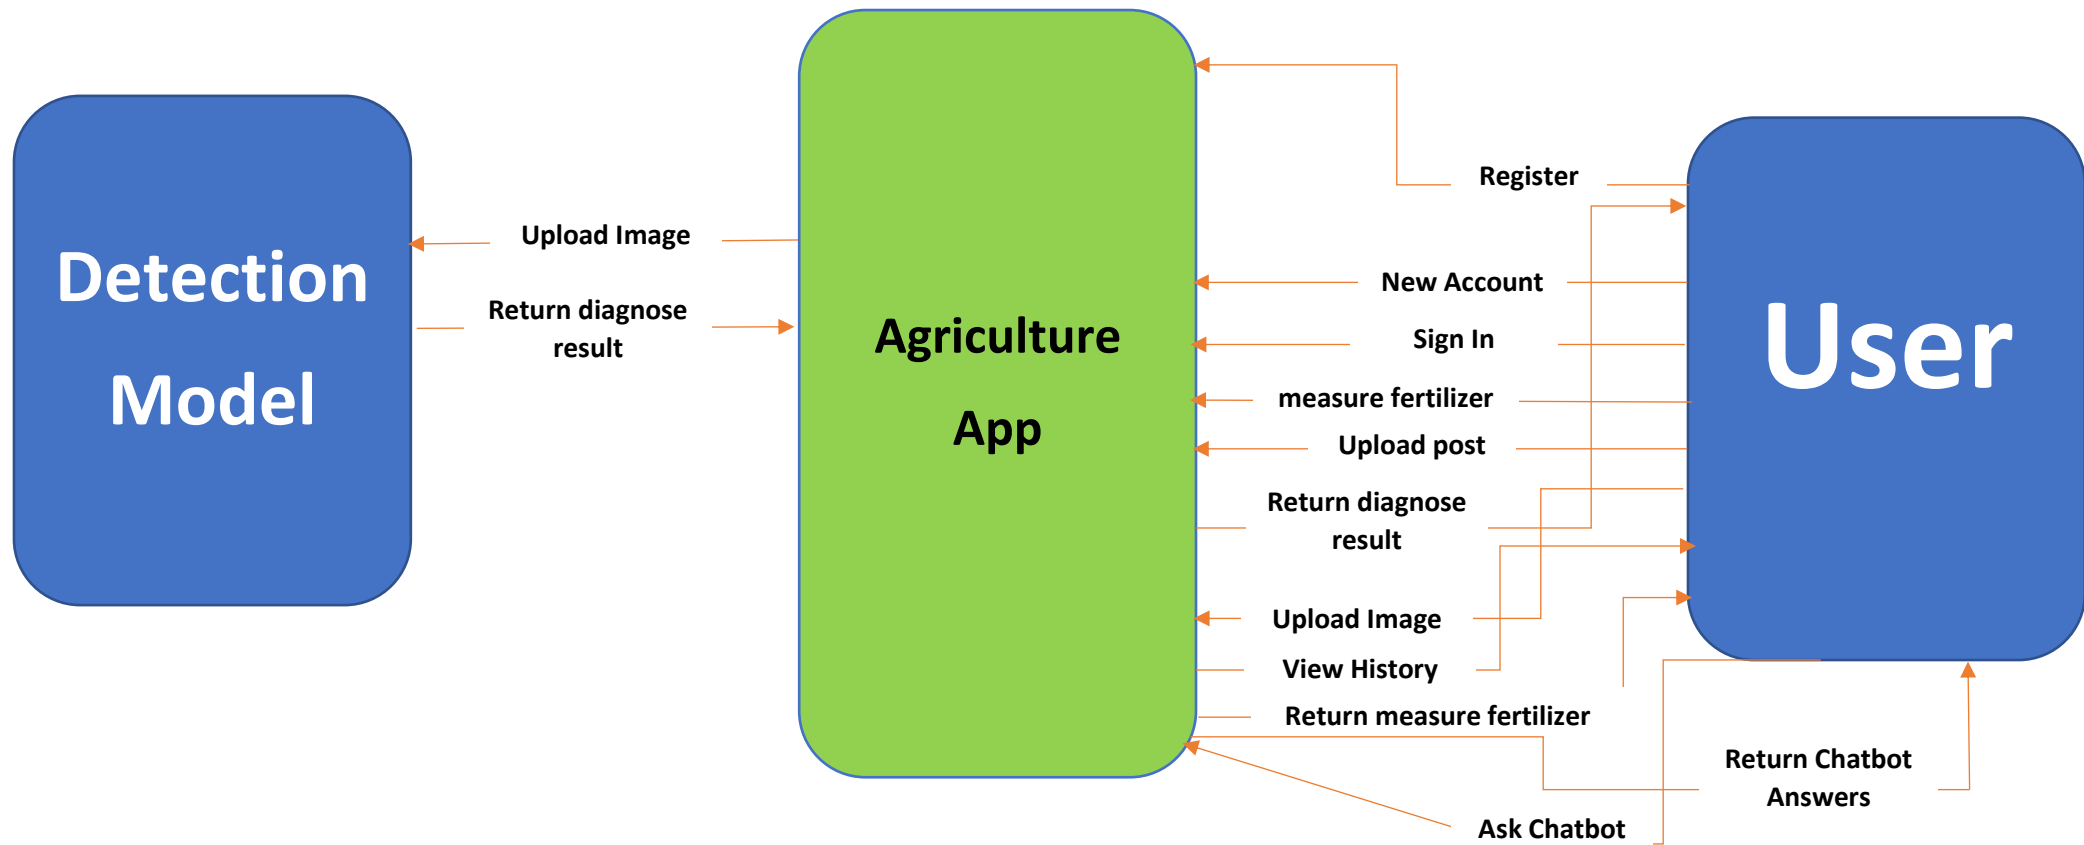 Detection
Model
Upload Image
Return diagnose
result
Agriculture
App
Register
New Account
Sign In
measure fertilizer
Upload post
Return diagnose
result
Upload Image
View History
Return measure fertilizer
Return Chatbot
Answers
Ask Chatbot
User